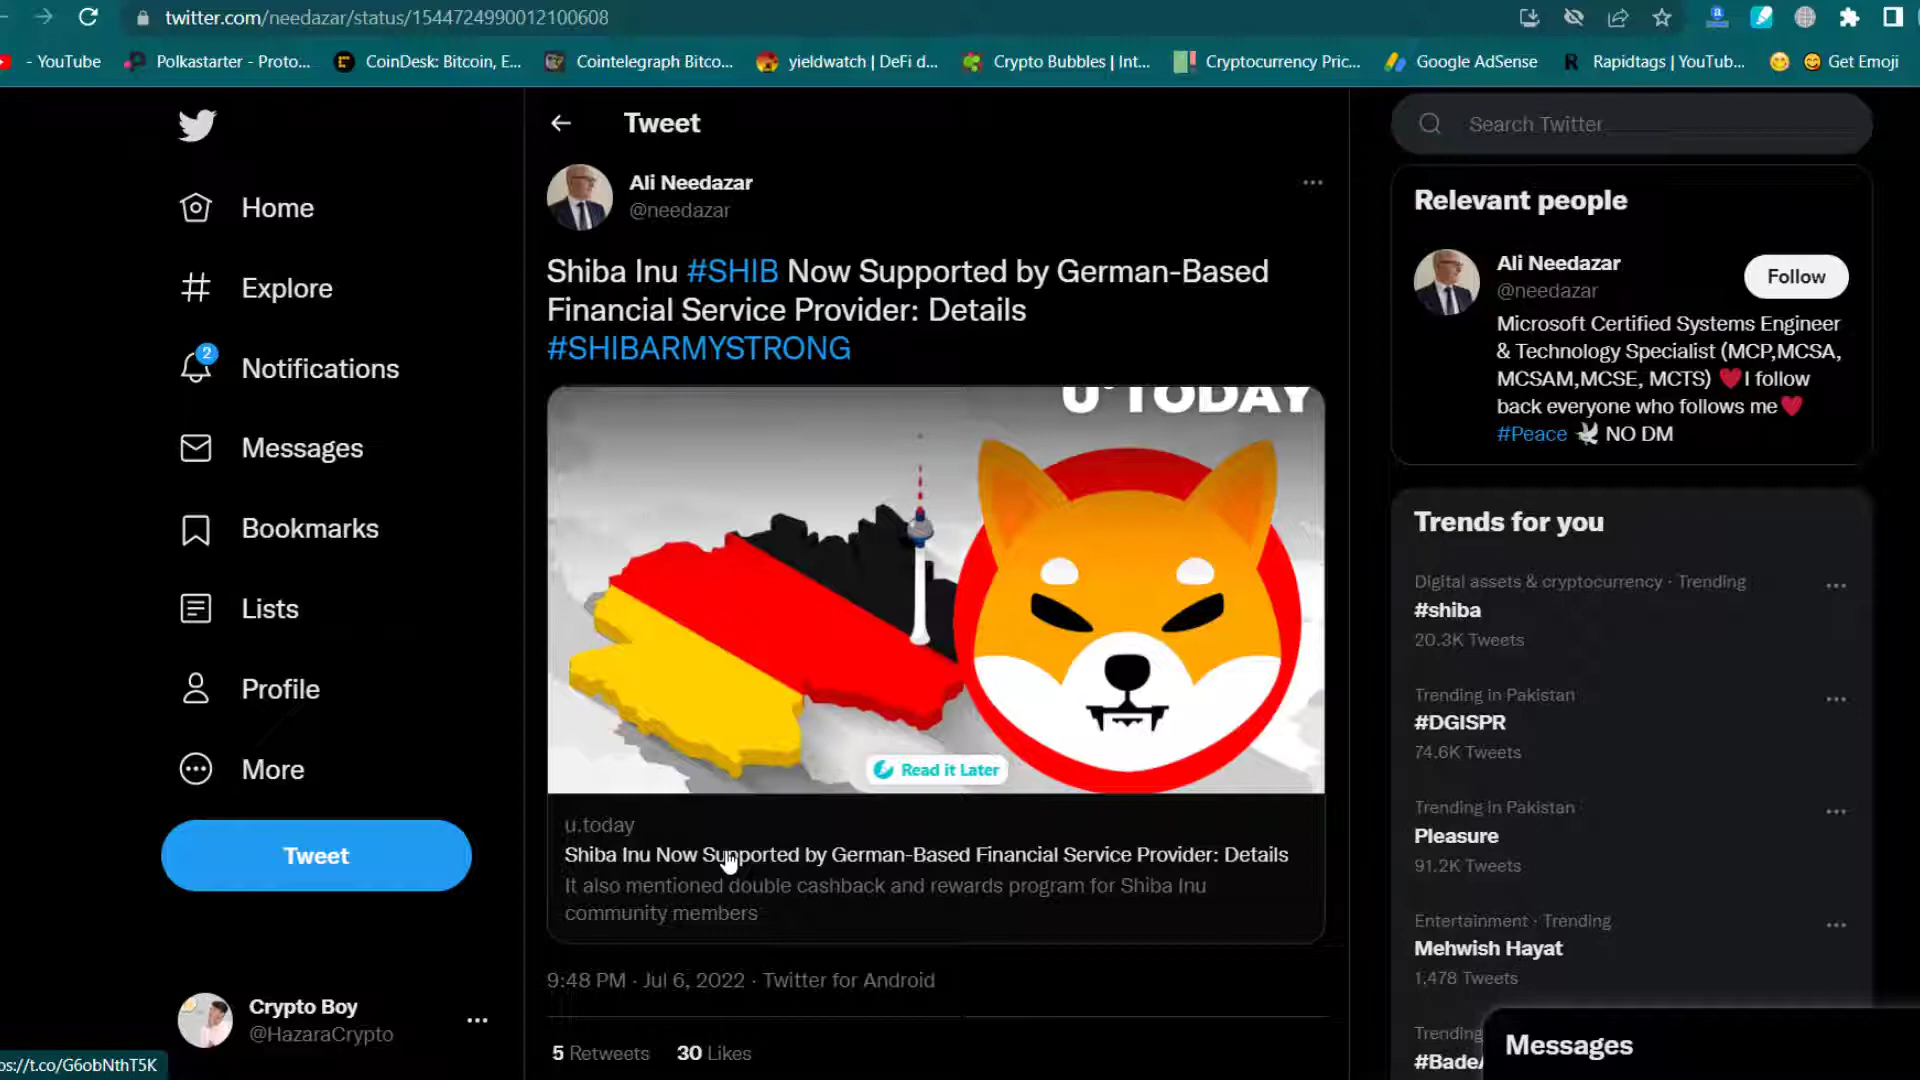 twitter.com/needazar/status/1544724990012100608
- YouTube
Polkastarter - Proto...
CoinDesk: Bitcoin, E...
Cointelegraph Bitco...
yieldwatch | DeFi d...
Crypto Bubbles | Int...
Cryptocurrency Pric...
Google AdSense
Rapidtags | YouTub...
Get Emoji
Home
Explore
2
Notifications
Messages
Bookmarks
Lists
Profile
More
Tweet
Crypto Boy
@HazaraCrypto
ps://t.co/G6obNthT5K
Tweet
Ali Needazar
@needazar
Shiba Inu #SHIB Now Supported by German-Based
Financial Service Provider: Details
#SHIBARMYSTRONG
U TODAY
Read it Later
u.today
Shiba Inu Now Supported by German-Based Financial Service Provider: Details
It also mentioned double cashback and rewards program for Shiba Inu
community members
9:48 PM · Jul 6, 2022 · Twitter for Android
5 Retweets 30 Likes
Search Twitter
Relevant people
Ali Needazar
@needazar
Follow
Microsoft Certified Systems Engineer
& Technology Specialist (MCP,MCSA,
MCSAM,MCSE, MCTS) ❤️I follow
back everyone who follows me❤️
#Peace 🕊 NO DM
Trends for you
Digital assets & cryptocurrency · Trending
#shiba
20.3K Tweets
Trending in Pakistan
#DGISPR
74.6K Tweets
Trending in Pakistan
Pleasure
91.2K Tweets
Entertainment · Trending
Mehwish Hayat
1,478 Tweets
Trending
#BadeA
Messages